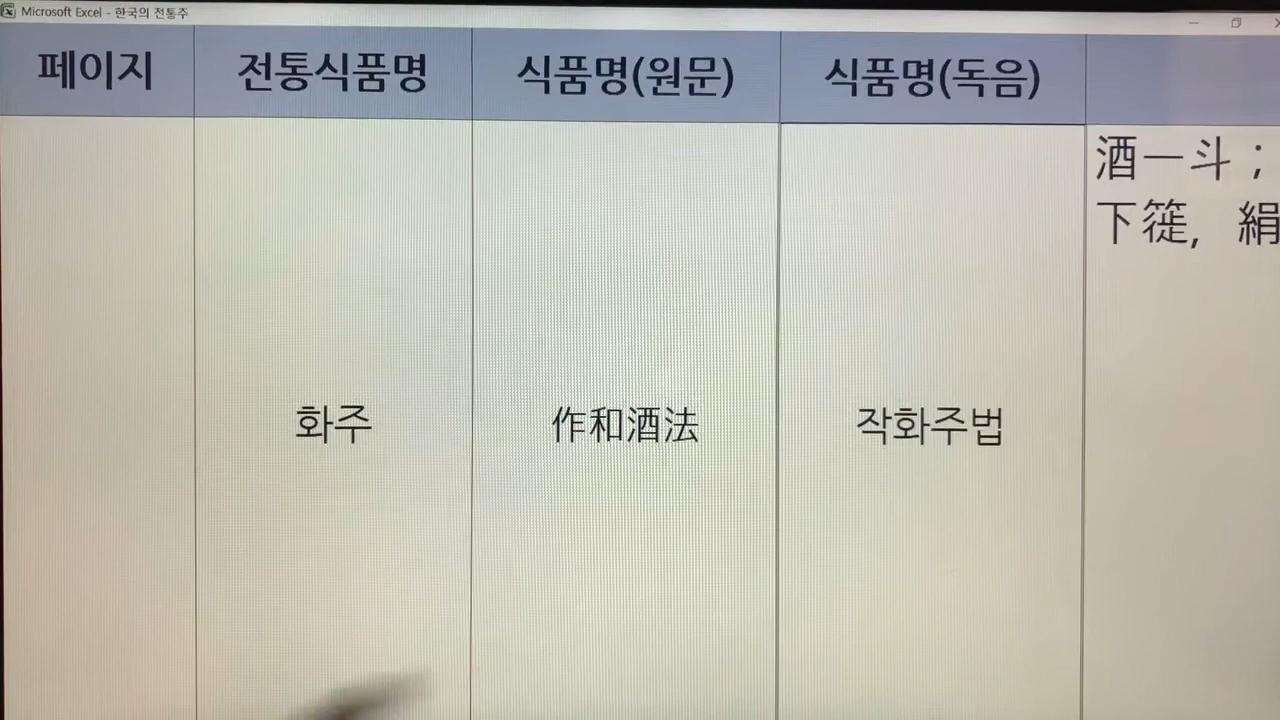 Microsoft Excel - 한국의 전통주
페이지 전통식품명 식품명(원문) 식품명(독음)
酒一斗；
下簁, 絹
화주 作和酒法 작화주법